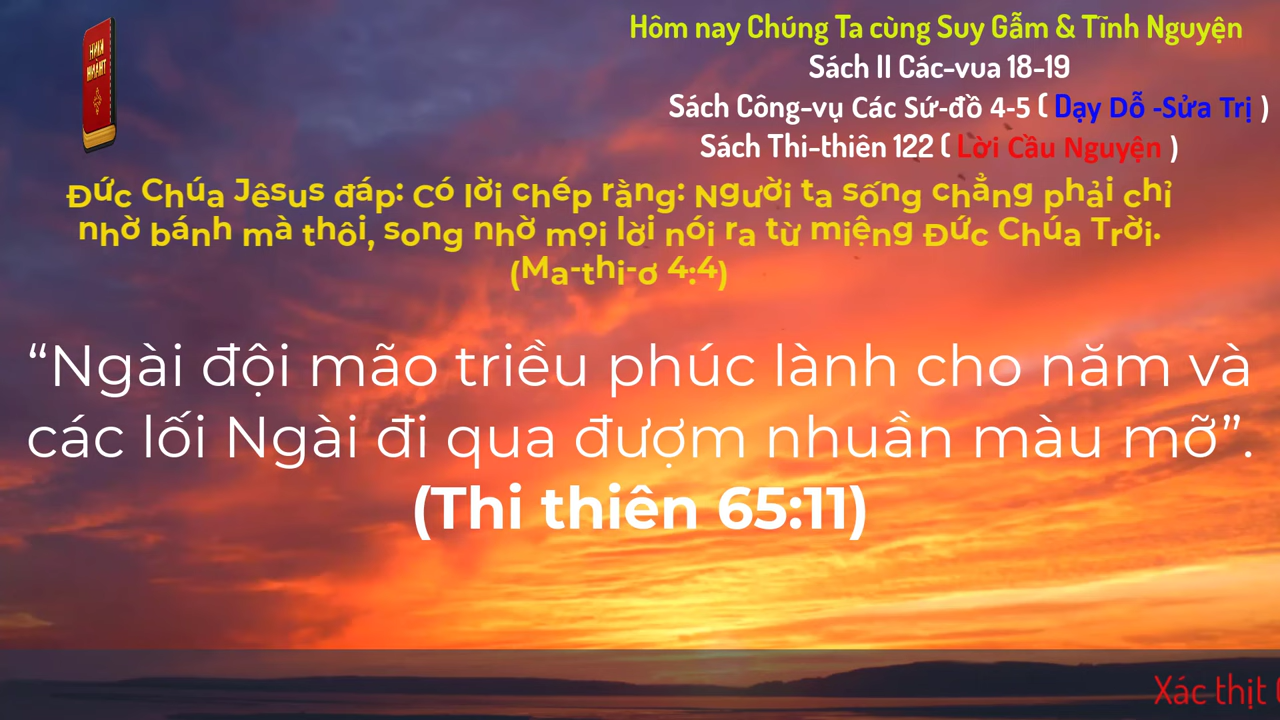 Hôm nay Chúng Ta cùng Suy Gẫm & Tĩnh Nguyện
Sách II Các-vua 18-19
Sách Công-vụ Các Sứ-đồ 4-5 ( Dạy Dỗ -Sửa Trị )
Sách Thi-thiên 122 ( Lời Cầu Nguyện )
Đức Chúa Jêsus đáp: Có lời chép rằng: Người ta sống chẳng phải chỉ
nhờ bánh mà thôi, song nhờ mọi lời nói ra từ miệng Đức Chúa Trời.
(Ma-thi-ơ 4:4)
“Ngài đội mão triều phúc lành cho năm và
các lối Ngài đi qua đượm nhuần màu mỡ”.
(Thi thiên 65:11)
Xác thịt